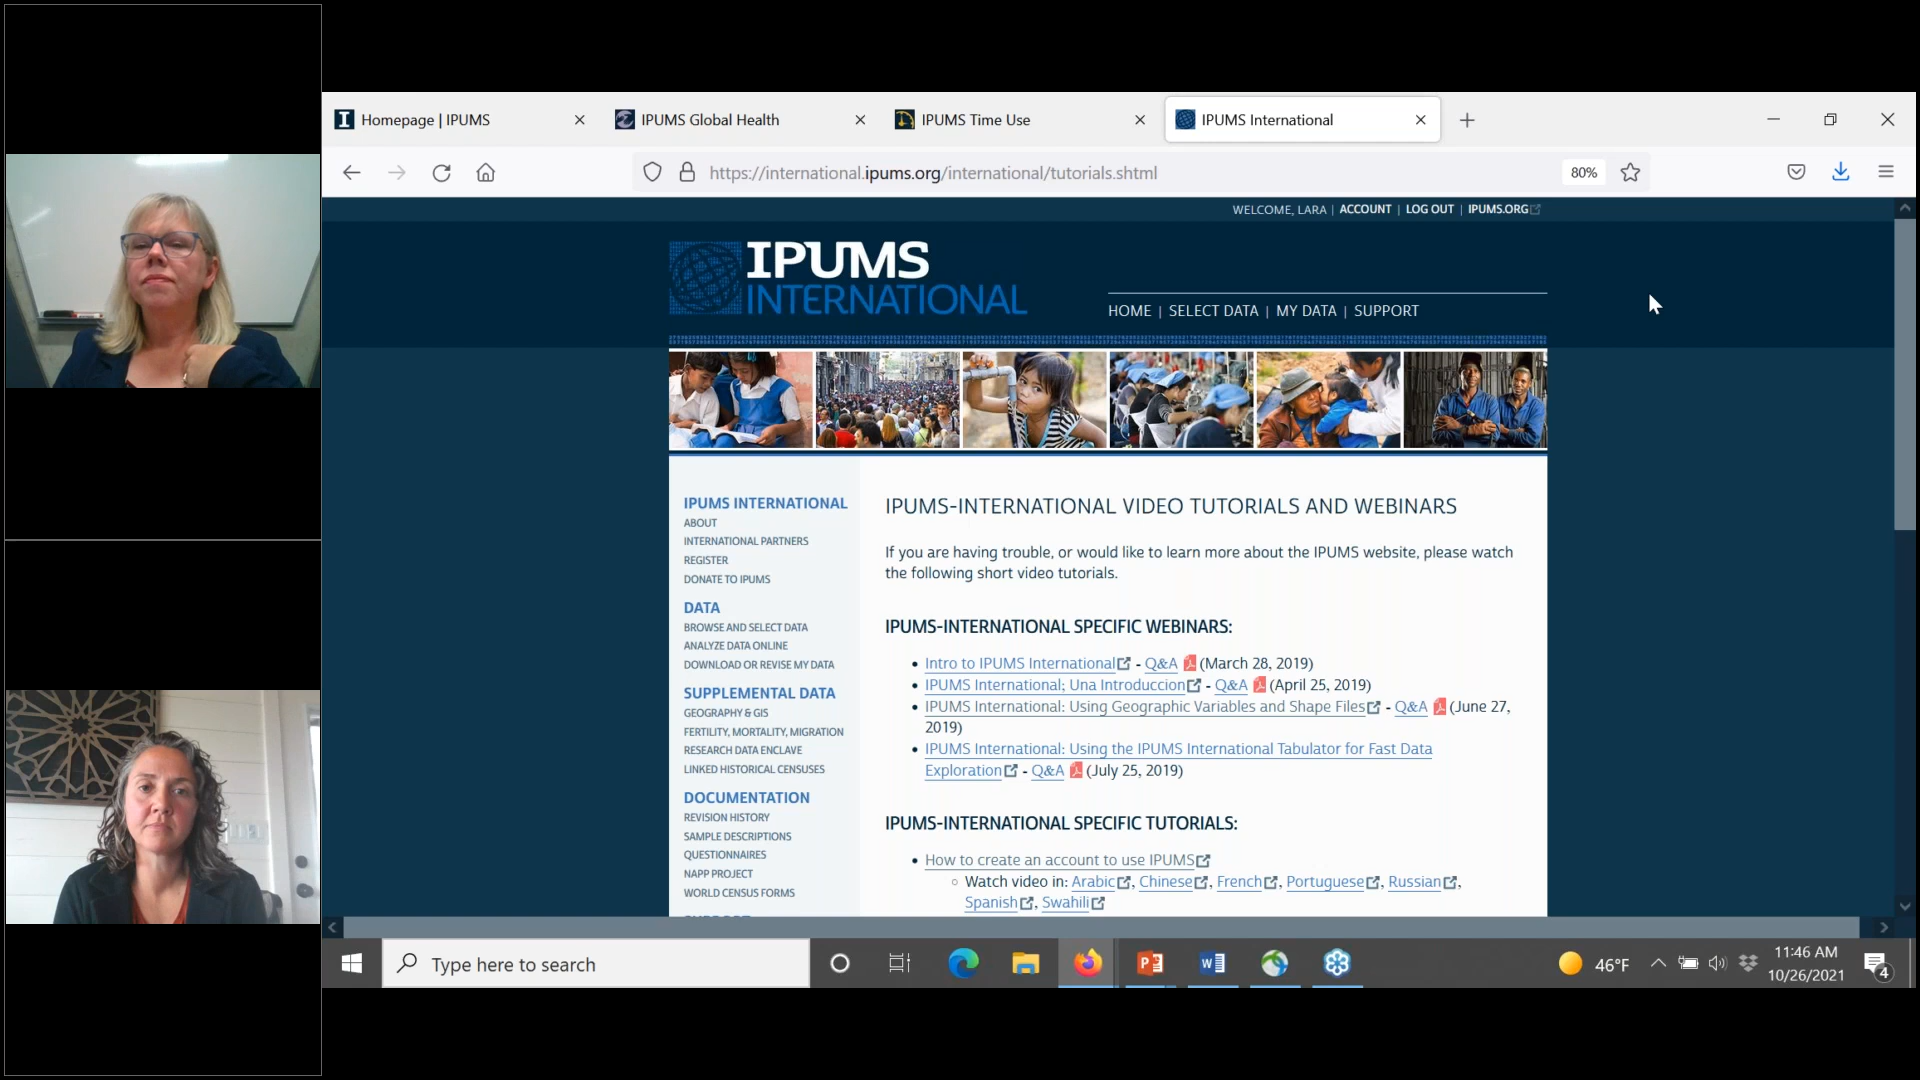 Homepage | IPUMS
IPUMS Global Health
IPUMS Time Use
IPUMS International
https://international.ipums.org/international/tutorials.shtml
80%
WELCOME, LARA | ACCOUNT | LOG OUT | IPUMS.ORG
IPUMS
INTERNATIONAL
HOME | SELECT DATA | MY DATA | SUPPORT
IPUMS INTERNATIONAL
ABOUT
INTERNATIONAL PARTNERS
REGISTER
DONATE TO IPUMS
DATA
BROWSE AND SELECT DATA
ANALYZE DATA ONLINE
DOWNLOAD OR REVISE MY DATA
SUPPLEMENTAL DATA
GEOGRAPHY & GIS
FERTILITY, MORTALITY, MIGRATION
RESEARCH DATA ENCLAVE
LINKED HISTORICAL CENSUSES
DOCUMENTATION
REVISION HISTORY
SAMPLE DESCRIPTIONS
QUESTIONNAIRES
NAPP PROJECT
WORLD CENSUS FORMS
IPUMS-INTERNATIONAL VIDEO TUTORIALS AND WEBINARS
If you are having trouble, or would like to learn more about the IPUMS website, please watch
the following short video tutorials.
IPUMS-INTERNATIONAL SPECIFIC WEBINARS:
• Intro to IPUMS International - Q&A (March 28, 2019)
• IPUMS International; Una Introduccion - Q&A (April 25, 2019)
• IPUMS International: Using Geographic Variables and Shape Files - Q&A (June 27,
2019)
• IPUMS International: Using the IPUMS International Tabulator for Fast Data
Exploration - Q&A (July 25, 2019)
IPUMS-INTERNATIONAL SPECIFIC TUTORIALS:
• How to create an account to use IPUMS
○ Watch video in: Arabic, Chinese, French, Portuguese, Russian,
Spanish, Swahili
Type here to search
46°F
11:46 AM
10/26/2021
4